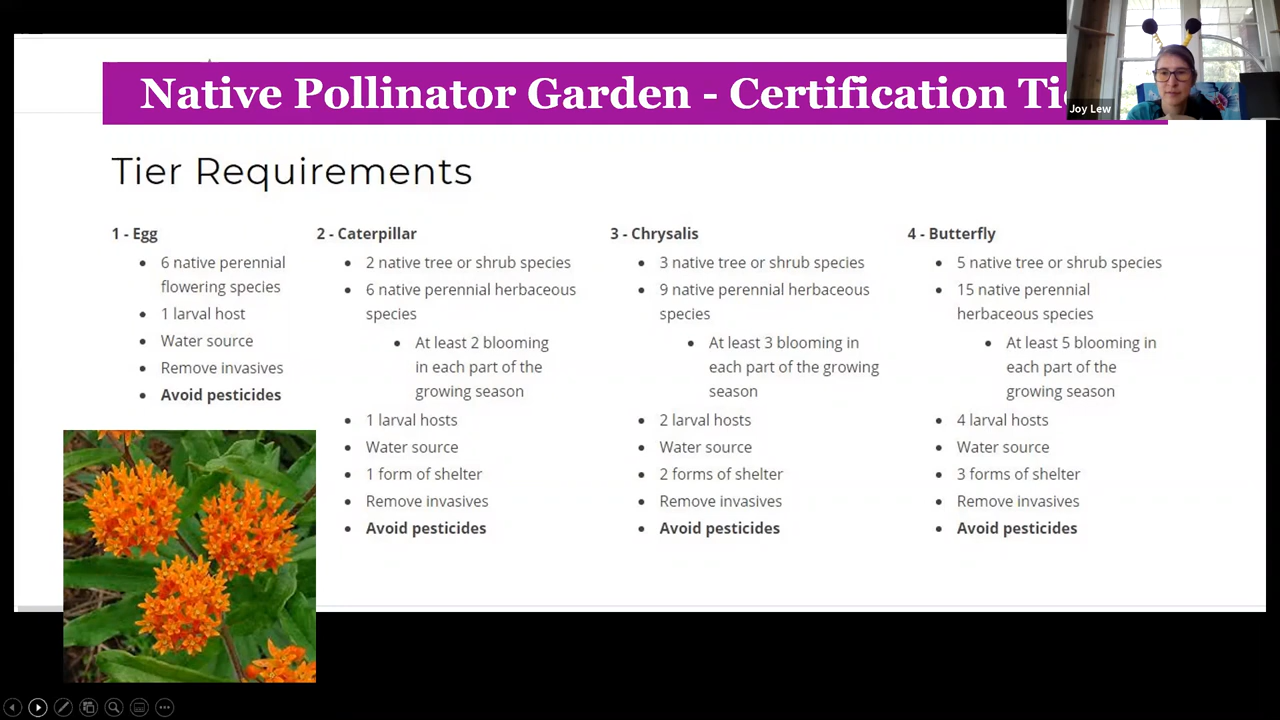 Native Pollinator Garden - Certification
Joy Lew
Tier Requirements
1 - Egg
6 native perennial
flowering species
1 larval host
Water source
Remove invasives
Avoid pesticides
2 - Caterpillar
2 native tree or shrub species
6 native perennial herbaceous
species
At least 2 blooming
in each part of the
growing season
1 larval hosts
Water source
1 form of shelter
Remove invasives
Avoid pesticides
3 - Chrysalis
3 native tree or shrub species
9 native perennial herbaceous
species
At least 3 blooming in
each part of the growing
season
2 larval hosts
Water source
2 forms of shelter
Remove invasives
Avoid pesticides
4 - Butterfly
5 native tree or shrub species
15 native perennial
herbaceous species
At least 5 blooming in
each part of the
growing season
4 larval hosts
Water source
3 forms of shelter
Remove invasives
Avoid pesticides